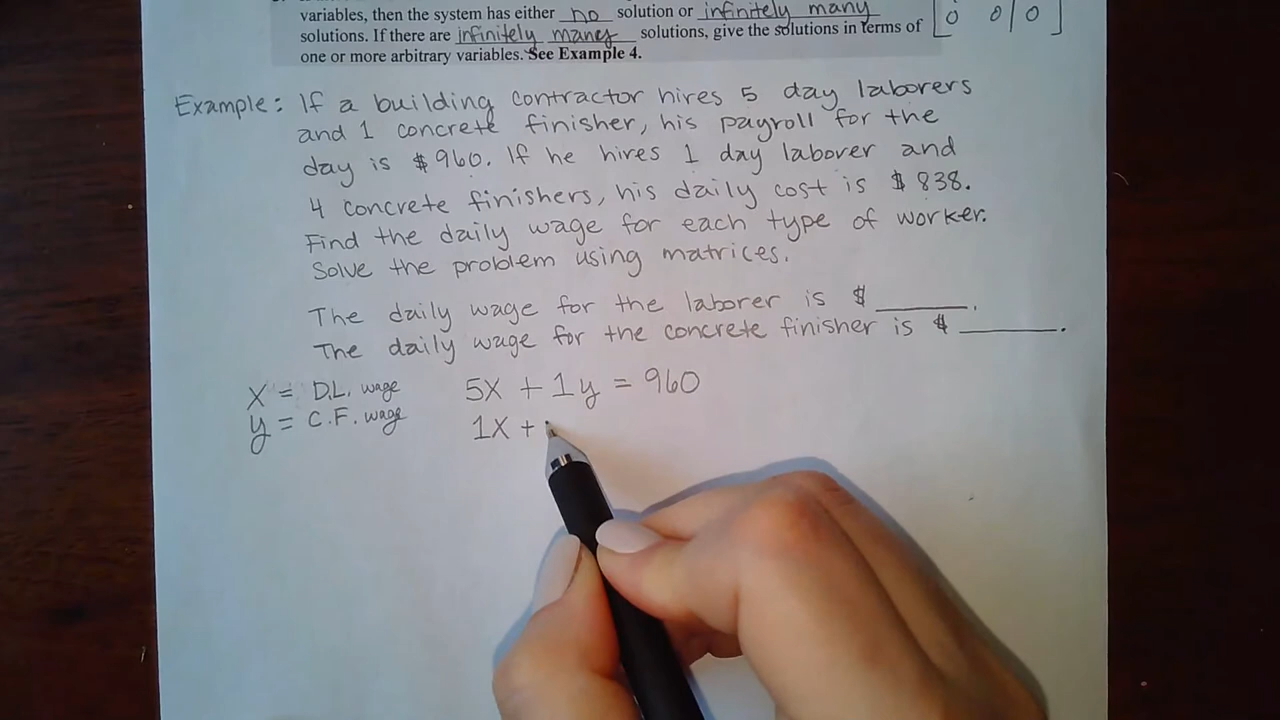 variables, then the system has either no solution or infinitely many
solutions. If there are infinitely many solutions, give the solutions in terms of
one or more arbitrary variables. See Example 4.
0 0 | 0
Example: If a building contractor hires 5 day laborers
and 1 concrete finisher, his payroll for the
day is $960. If he hires 1 day laborer and
4 concrete finishers, his daily cost is $838.
Find the daily wage for each type of worker.
Solve the problem using matrices.
The daily wage for the laborer is $ ______.
The daily wage for the concrete finisher is $ ______.
x = D.L. wage
y = C.F. wage
5x + 1y = 960
1x +